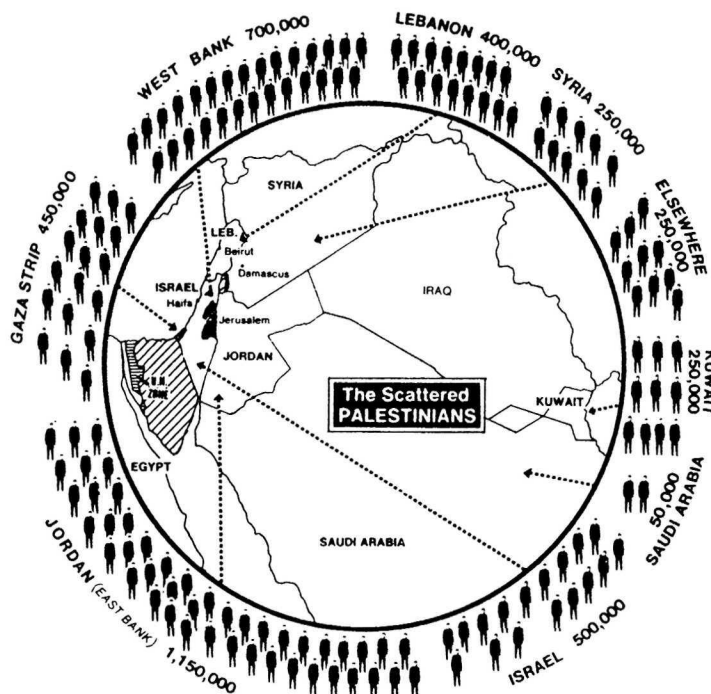 WEST BANK 700,000
LEBANON 400,000
SYRIA 250,000
ELSEWHERE
250,000
KUWAIT
250,000
50,000
SAUDI ARABIA
ISRAEL 500,000
JORDAN (EAST BANK) 1,150,000
GAZA STRIP 450,000
SYRIA
LEB.
Beirut
Damascus
ISRAEL
Haifa
Jerusalem
IRAQ
JORDAN
The Scattered
PALESTINIANS
KUWAIT
U.N.
ZONE
EGYPT
SAUDI ARABIA